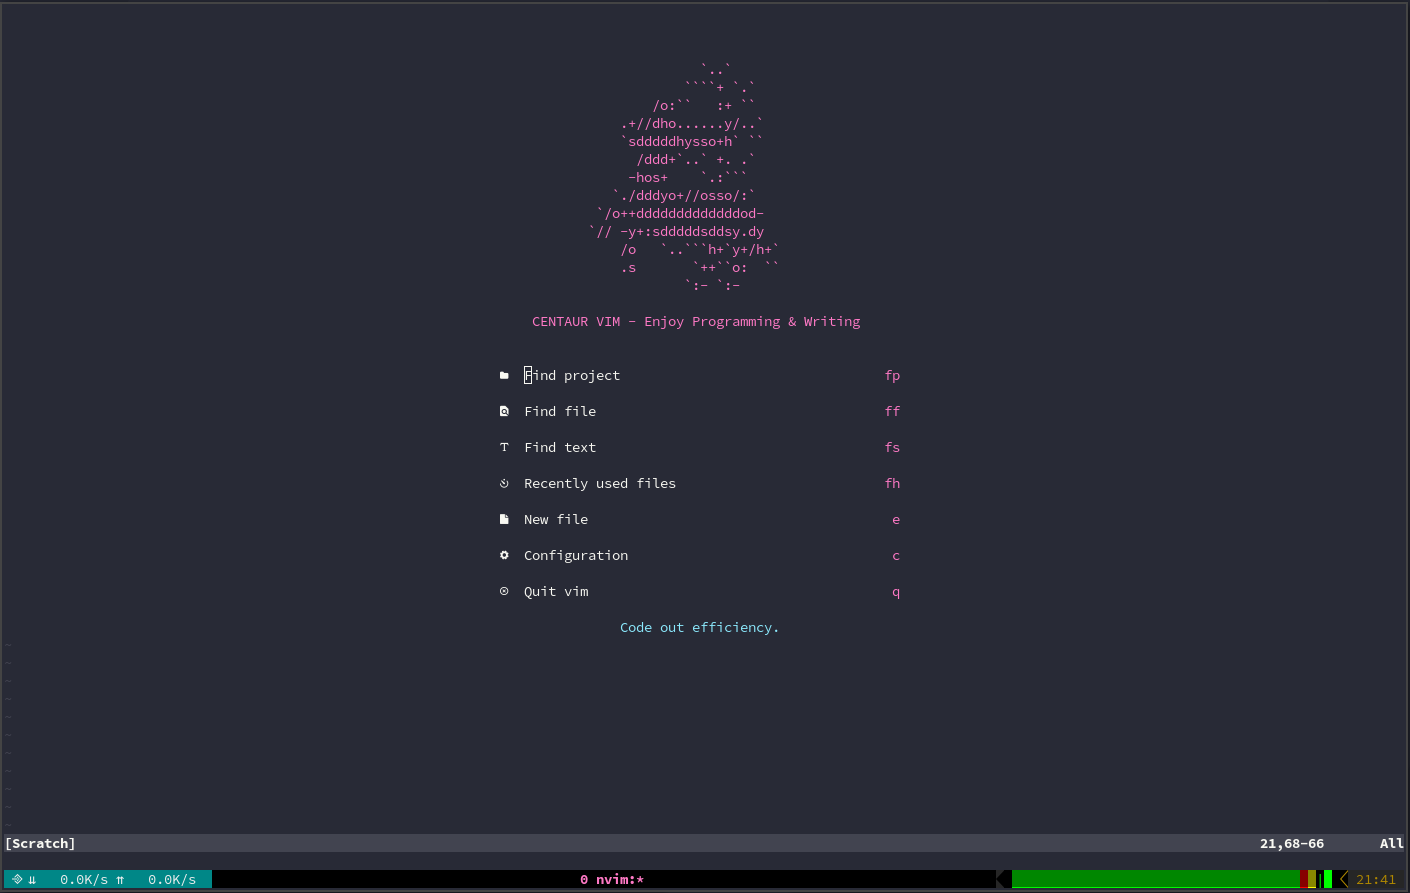 `..`
````+ `.`
/o:``   :+ ``
.+//dho......y/..`
`sdddddhysso+h` ``
/ddd+`..` +. .`
-hos+    `.:```
`./dddyo+//osso/:`
`/o++dddddddddddddod-
`// -y+:sdddddsddsy.dy
/o   `..```h+`y+/h+`
.s       `++``o:  ``
`:- `:-
CENTAUR VIM - Enjoy Programming & Writing
Find project fp
Find file ff
Find text fs
Recently used files fh
New file e
Configuration c
Quit vim q
Code out efficiency.
~
~
~
~
~
~
~
~
~
~
~
[Scratch] 21,68-66 All
⇊ 0.0K/s ⇈ 0.0K/s 0 nvim:* 21:41